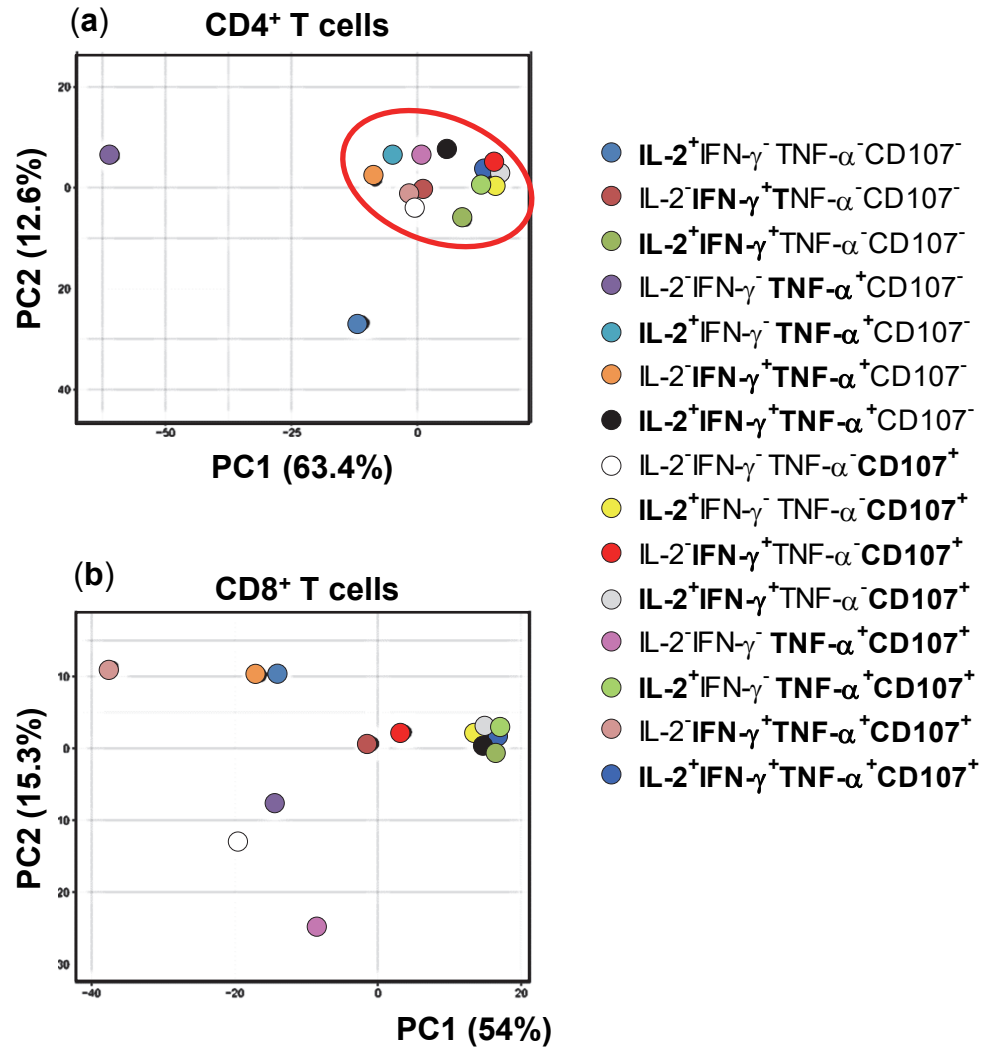 (a)
CD4⁺ T cells
20
0
20
40
−50
−25
0
PC2 (12.6%)
PC1 (63.4%)
(b)
CD8⁺ T cells
10
0
10
20
30
−40
−20
0
20
PC2 (15.3%)
PC1 (54%)
IL-2⁺IFN-γ⁻ TNF-α⁻CD107⁻
IL-2⁻IFN-γ⁺TNF-α⁻CD107⁻
IL-2⁺IFN-γ⁺TNF-α⁻CD107⁻
IL-2⁻IFN-γ⁻ TNF-α⁺CD107⁻
IL-2⁺IFN-γ⁻ TNF-α⁺CD107⁻
IL-2⁻IFN-γ⁺TNF-α⁺CD107⁻
IL-2⁺IFN-γ⁺TNF-α⁺CD107⁻
IL-2⁻IFN-γ⁻ TNF-α⁻CD107⁺
IL-2⁺IFN-γ⁻ TNF-α⁻CD107⁺
IL-2⁻IFN-γ⁺TNF-α⁻CD107⁺
IL-2⁺IFN-γ⁺TNF-α⁻CD107⁺
IL-2⁻IFN-γ⁻ TNF-α⁺CD107⁺
IL-2⁺IFN-γ⁻ TNF-α⁺CD107⁺
IL-2⁻IFN-γ⁺TNF-α⁺CD107⁺
IL-2⁺IFN-γ⁺TNF-α⁺CD107⁺